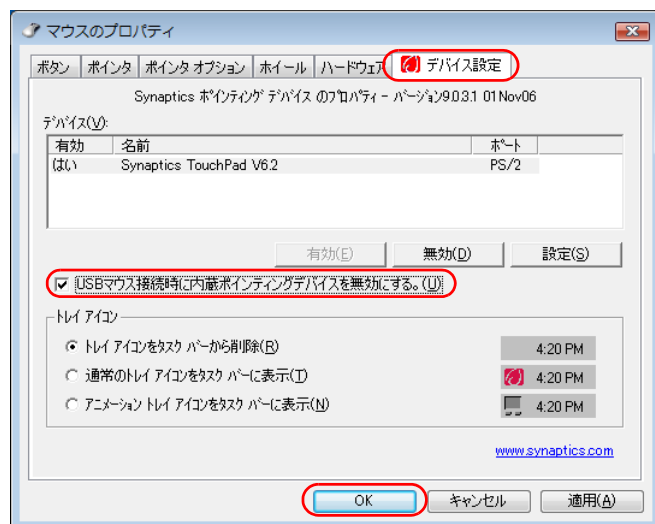 マウスのプロパティ
ボタン ポインタ ポインタ オプション ホイール ハードウェア デバイス設定
Synaptics ポインティング デバイス のプロパティ - バージョン9.0.3.1 01Nov06
デバイス(V):
有効 名前 ポート
はい Synaptics TouchPad V6.2 PS/2
有効(E) 無効(D) 設定(S)
USBマウス接続時に内蔵ポインティングデバイスを無効にする。(U)
トレイ アイコン
トレイ アイコンをタスク バーから削除(R) 4:20 PM
通常のトレイ アイコンをタスク バーに表示(T) 4:20 PM
アニメーション トレイ アイコンをタスク バーに表示(N) 4:20 PM
www.synaptics.com
OK キャンセル 適用(A)